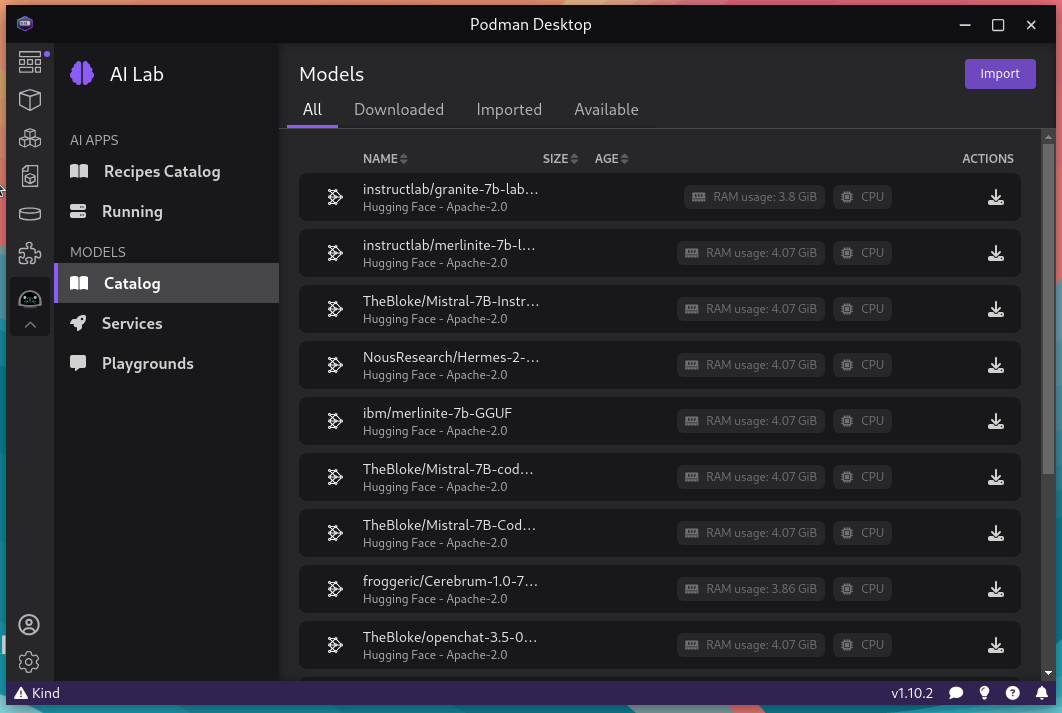 Podman Desktop
AI Lab
AI APPS
Recipes Catalog
Running
MODELS
Catalog
Services
Playgrounds
Models
Import
All Downloaded Imported Available
NAME SIZE AGE ACTIONS
instructlab/granite-7b-lab...
RAM usage: 3.8 GiB CPU
Hugging Face - Apache-2.0
instructlab/merlinite-7b-l...
RAM usage: 4.07 GiB CPU
Hugging Face - Apache-2.0
TheBloke/Mistral-7B-Instr...
RAM usage: 4.07 GiB CPU
Hugging Face - Apache-2.0
NousResearch/Hermes-2-...
RAM usage: 4.07 GiB CPU
Hugging Face - Apache-2.0
ibm/merlinite-7b-GGUF
RAM usage: 4.07 GiB CPU
Hugging Face - Apache-2.0
TheBloke/Mistral-7B-cod...
RAM usage: 4.07 GiB CPU
Hugging Face - Apache-2.0
TheBloke/Mistral-7B-Cod...
RAM usage: 4.07 GiB CPU
Hugging Face - Apache-2.0
froggeric/Cerebrum-1.0-7...
RAM usage: 3.86 GiB CPU
Hugging Face - Apache-2.0
TheBloke/openchat-3.5-0...
RAM usage: 4.07 GiB CPU
Hugging Face - Apache-2.0
Kind
v1.10.2